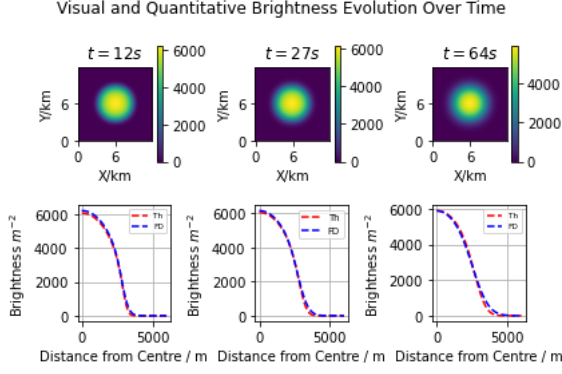 Visual and Quantitative Brightness Evolution Over Time
t = 12s
t = 27s
t = 64s
Y/km
6
0
0
6
X/km
6000
4000
2000
0
Y/km
6
0
0
6
X/km
6000
4000
2000
0
Y/km
6
0
0
6
X/km
4000
2000
0
Brightness m⁻²
6000
4000
2000
0
0
5000
Th
FD
Distance from Centre / m
Brightness m⁻²
6000
4000
2000
0
0
5000
Th
FD
Distance from Centre / m
Brightness m⁻²
6000
4000
2000
0
0
5000
Th
FD
Distance from Centre / m